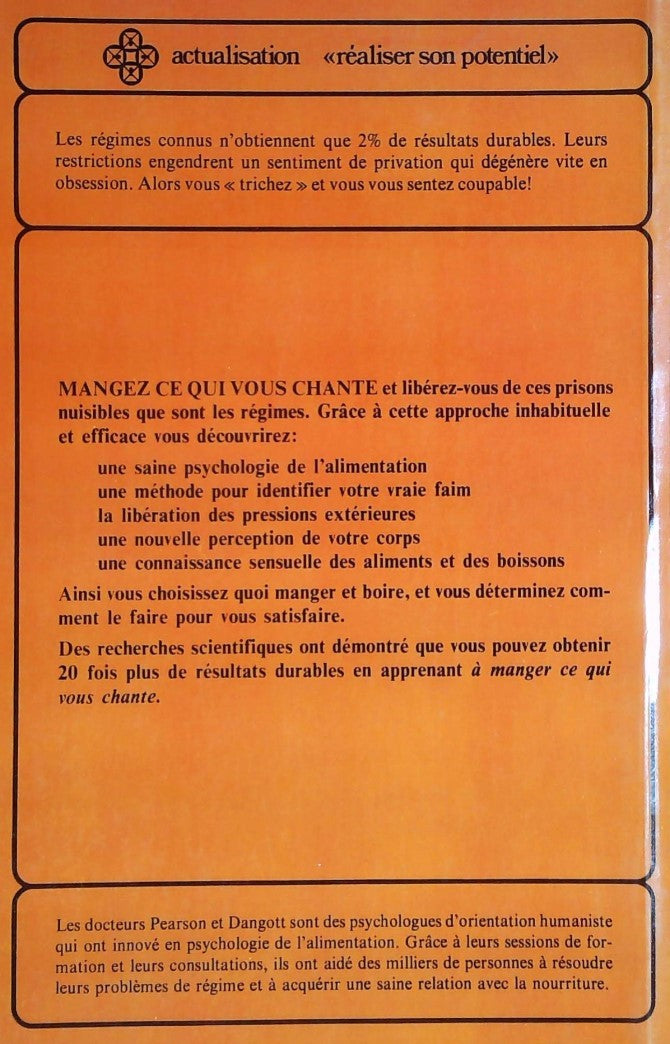 actualisation «réaliser son potentiel»
Les régimes connus n'obtiennent que 2% de résultats durables. Leurs
restrictions engendrent un sentiment de privation qui dégénère vite en
obsession. Alors vous « trichez » et vous vous sentez coupable!
MANGEZ CE QUI VOUS CHANTE et libérez-vous de ces prisons
nuisibles que sont les régimes. Grâce à cette approche inhabituelle
et efficace vous découvrirez:
une saine psychologie de l'alimentation
une méthode pour identifier votre vraie faim
la libération des pressions extérieures
une nouvelle perception de votre corps
une connaissance sensuelle des aliments et des boissons
Ainsi vous choisissez quoi manger et boire, et vous déterminez com-
ment le faire pour vous satisfaire.
Des recherches scientifiques ont démontré que vous pouvez obtenir
20 fois plus de résultats durables en apprenant à manger ce qui
vous chante.
Les docteurs Pearson et Dangott sont des psychologues d'orientation humaniste
qui ont innové en psychologie de l'alimentation. Grâce à leurs sessions de for-
mation et leurs consultations, ils ont aidé des milliers de personnes à résoudre
leurs problèmes de régime et à acquérir une saine relation avec la nourriture.